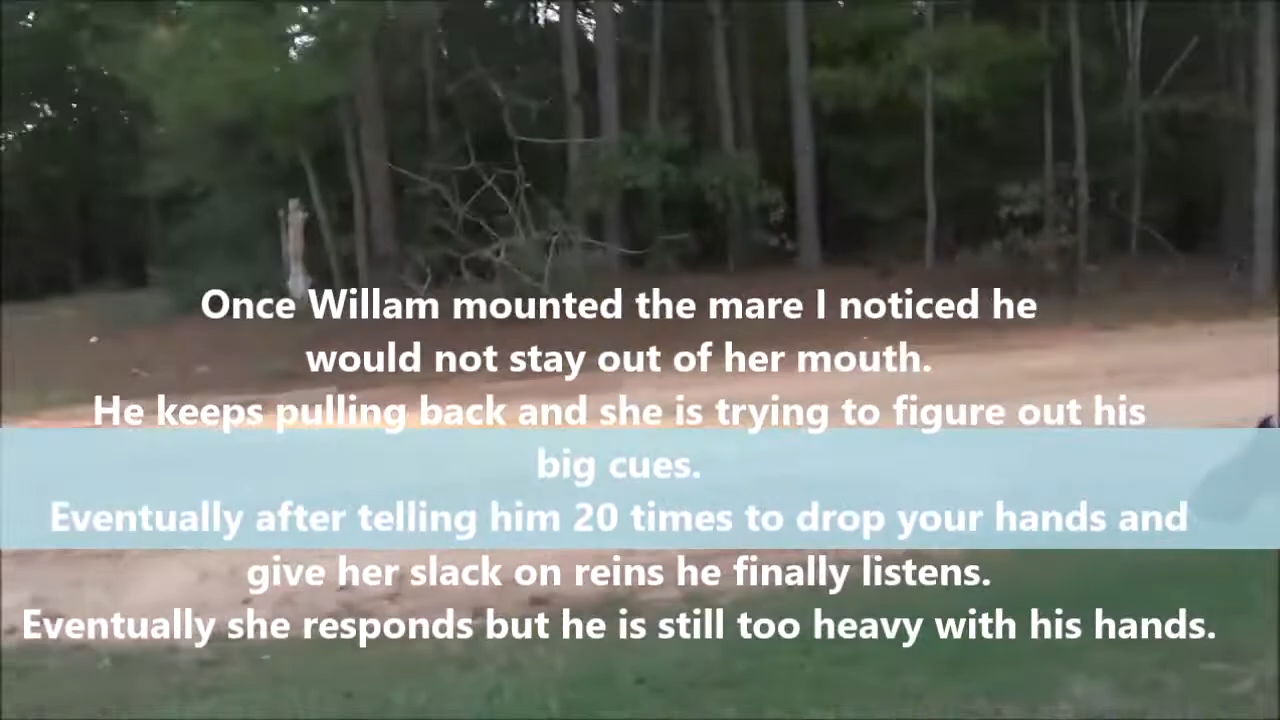 Once Willam mounted the mare I noticed he
would not stay out of her mouth.
He keeps pulling back and she is trying to figure out his
big cues.
Eventually after telling him 20 times to drop your hands and
give her slack on reins he finally listens.
Eventually she responds but he is still too heavy with his hands.